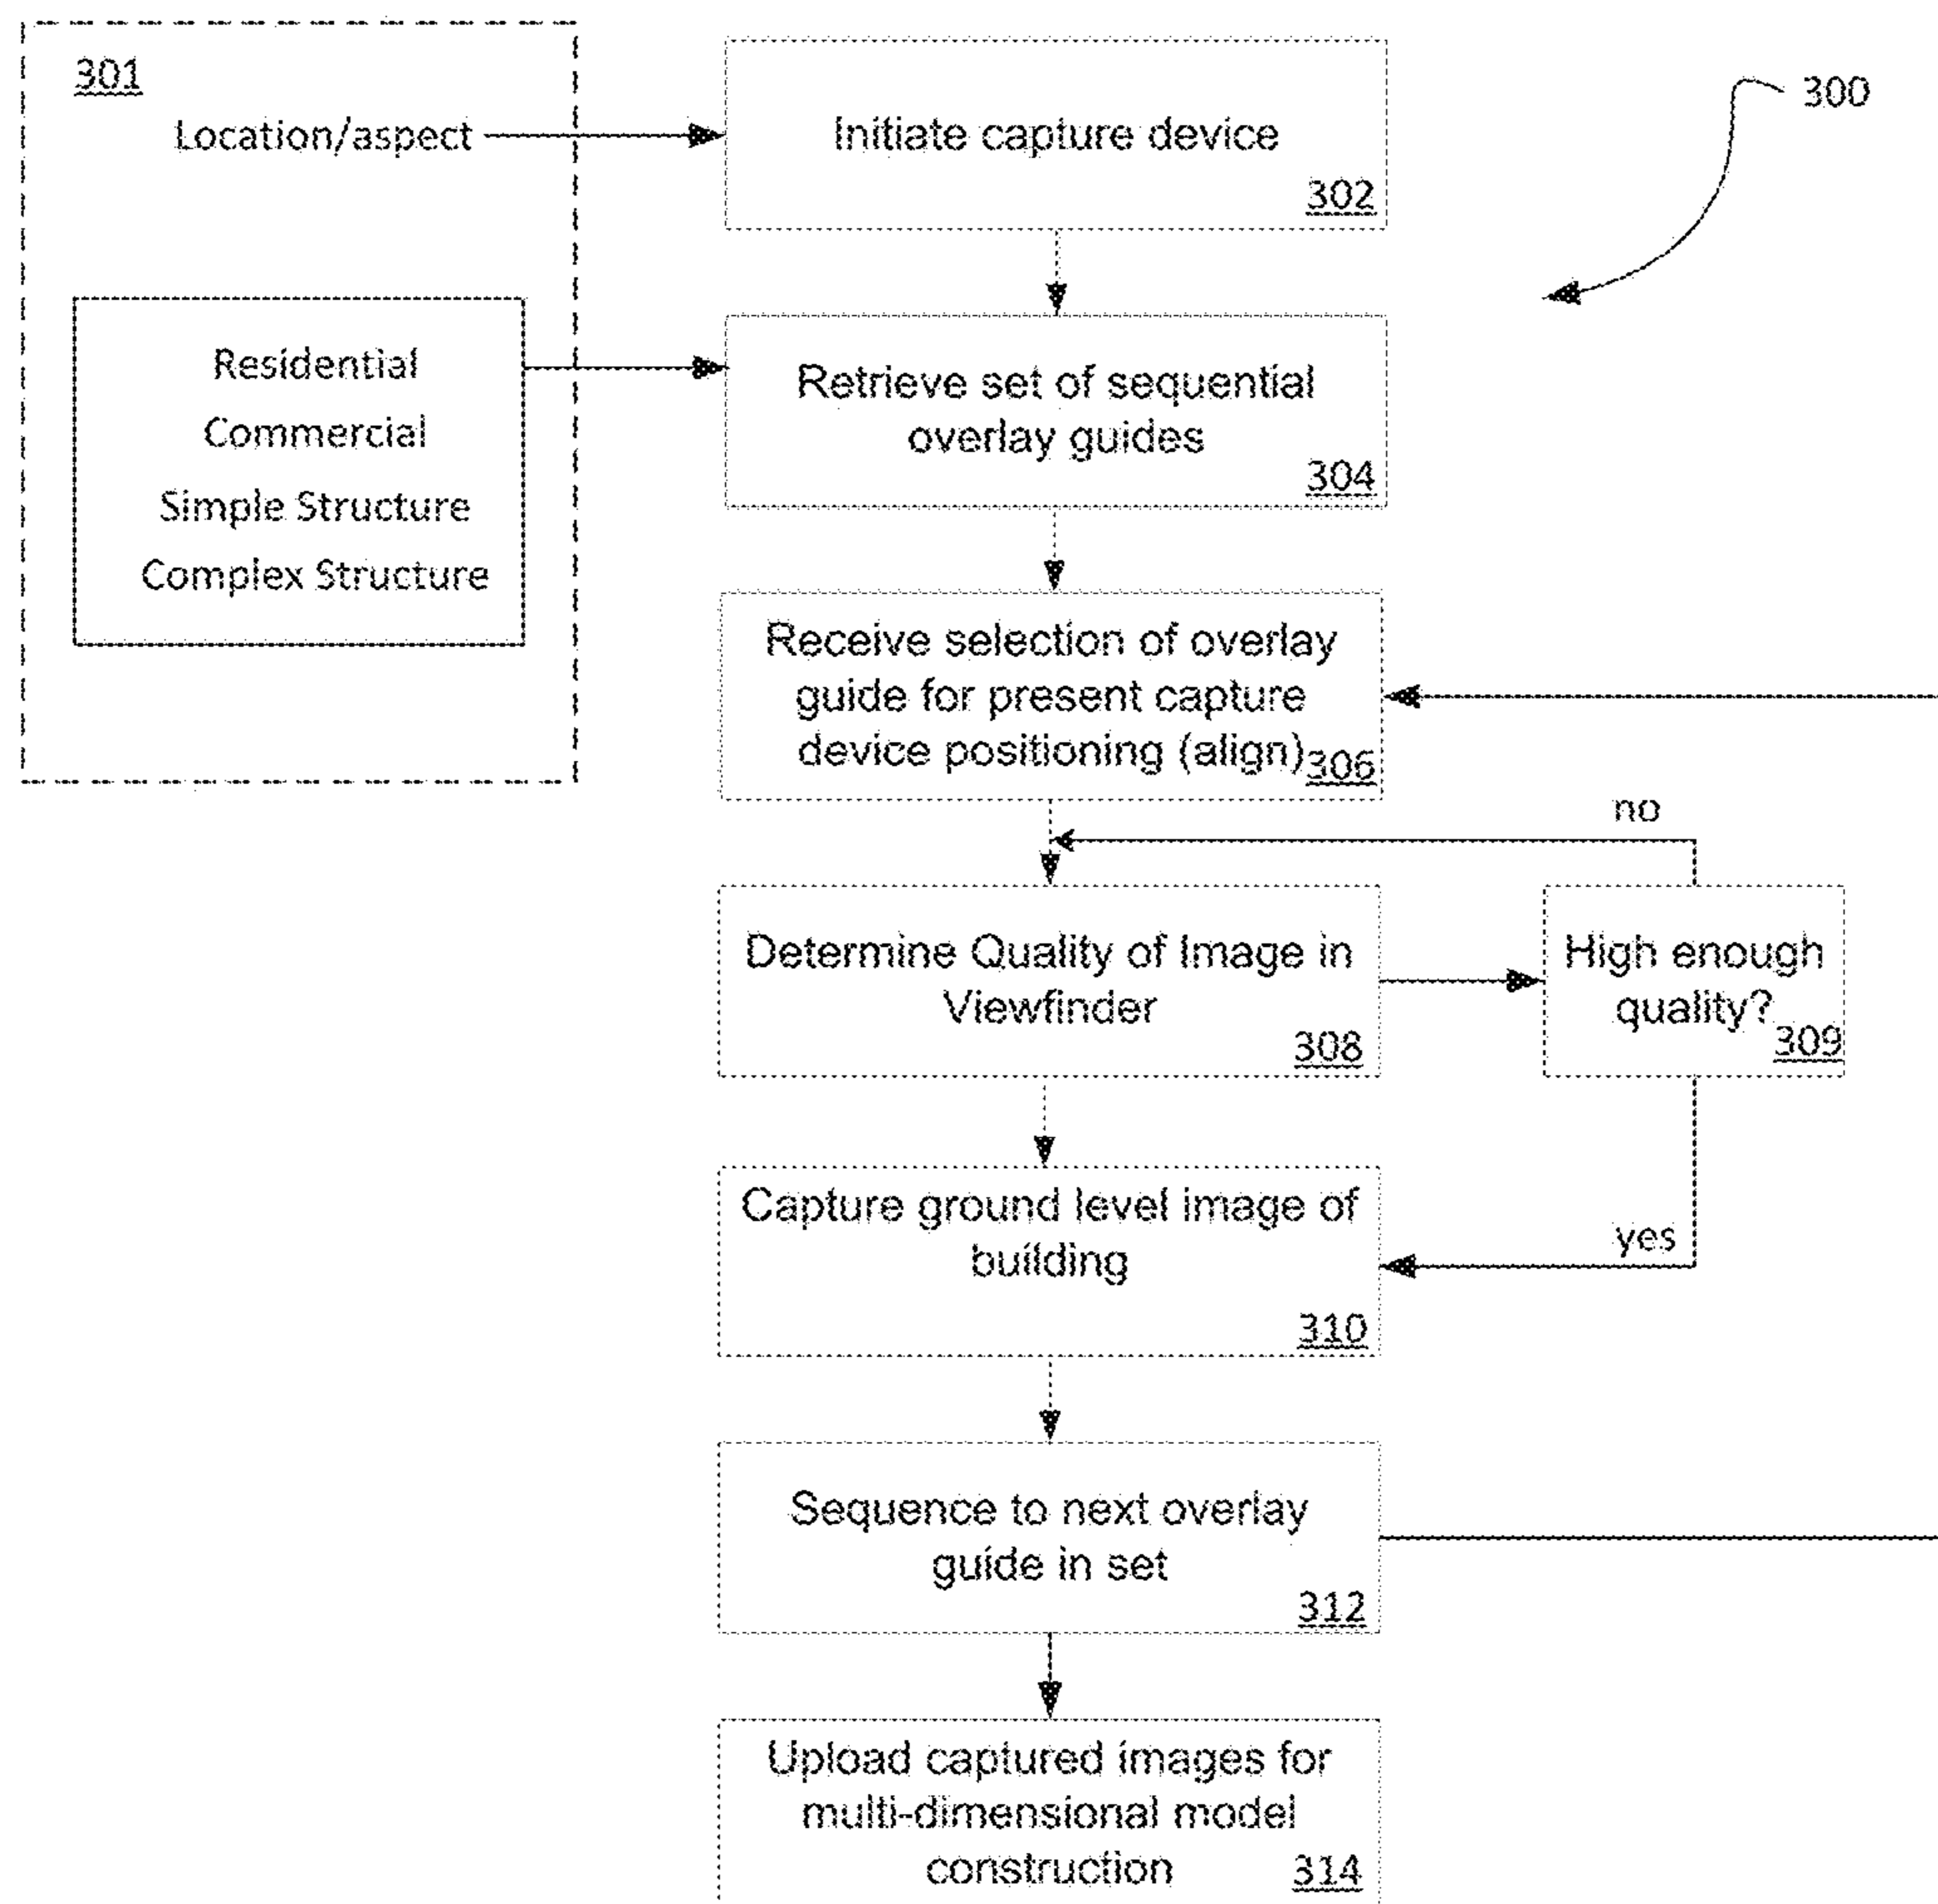 301
Location/aspect
Residential
Commercial
Simple Structure
Complex Structure
Initiate capture device
302
300
Retrieve set of sequential
overlay guides
304
Receive selection of overlay
guide for present capture
device positioning (align)
306
no
Determine Quality of Image in
Viewfinder
308
High enough
quality?
309
yes
Capture ground level image of
building
310
Sequence to next overlay
guide in set
312
Upload captured images for
multi-dimensional model
construction
314